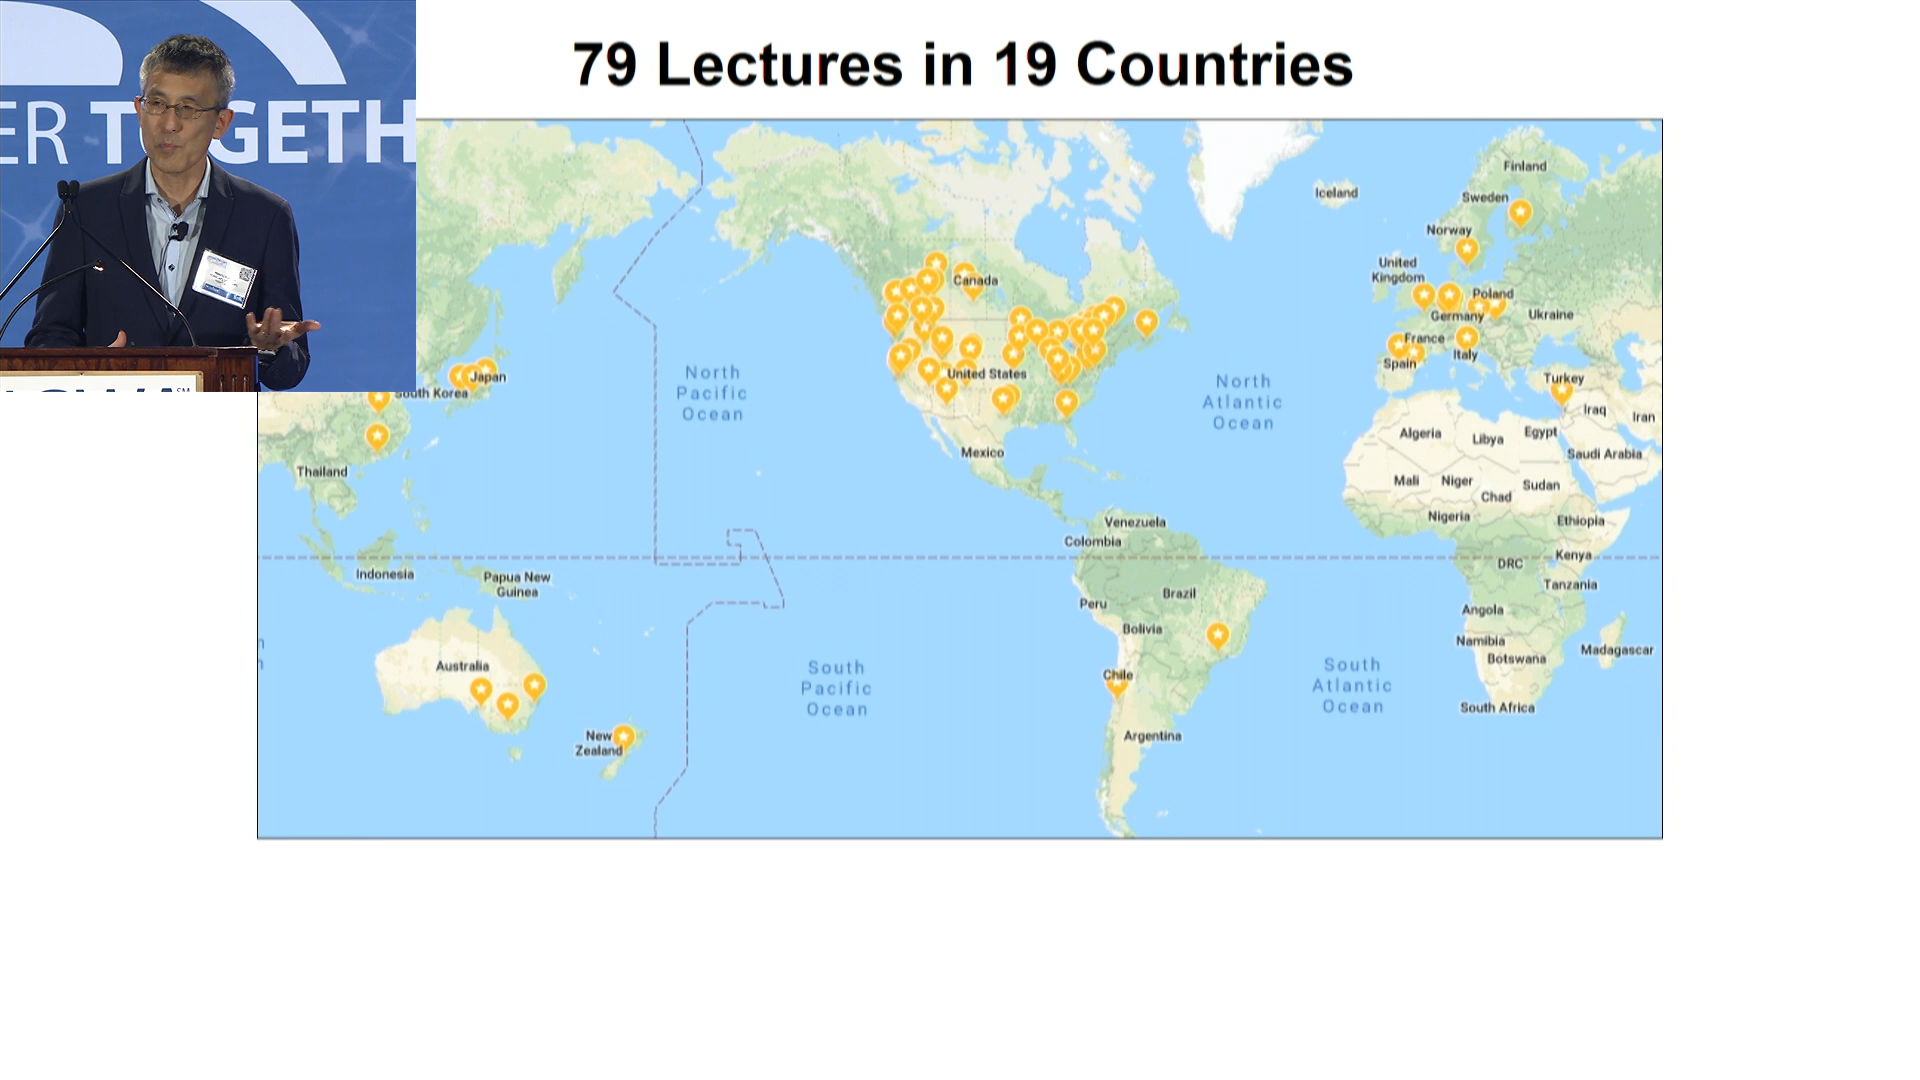 79 Lectures in 19 Countries
ER TOGETH
SM
Finland
Iceland
Sweden
Norway
United
Kingdom
Canada
Poland
Germany
Ukraine
France
Spain
Italy
Turkey
Japan
South Korea
United States
North
Pacific
Ocean
North
Atlantic
Ocean
Iraq
Iran
Algeria
Libya
Egypt
Saudi Arabia
Mexico
Thailand
Mali
Niger
Chad
Sudan
Nigeria
Ethiopia
Venezuela
Colombia
DRC
Kenya
Indonesia
Papua New
Guinea
Tanzania
Peru
Brazil
Angola
Bolivia
Namibia
Botswana
Madagascar
Australia
South
Pacific
Ocean
Chile
South
Atlantic
Ocean
South Africa
New
Zealand
Argentina